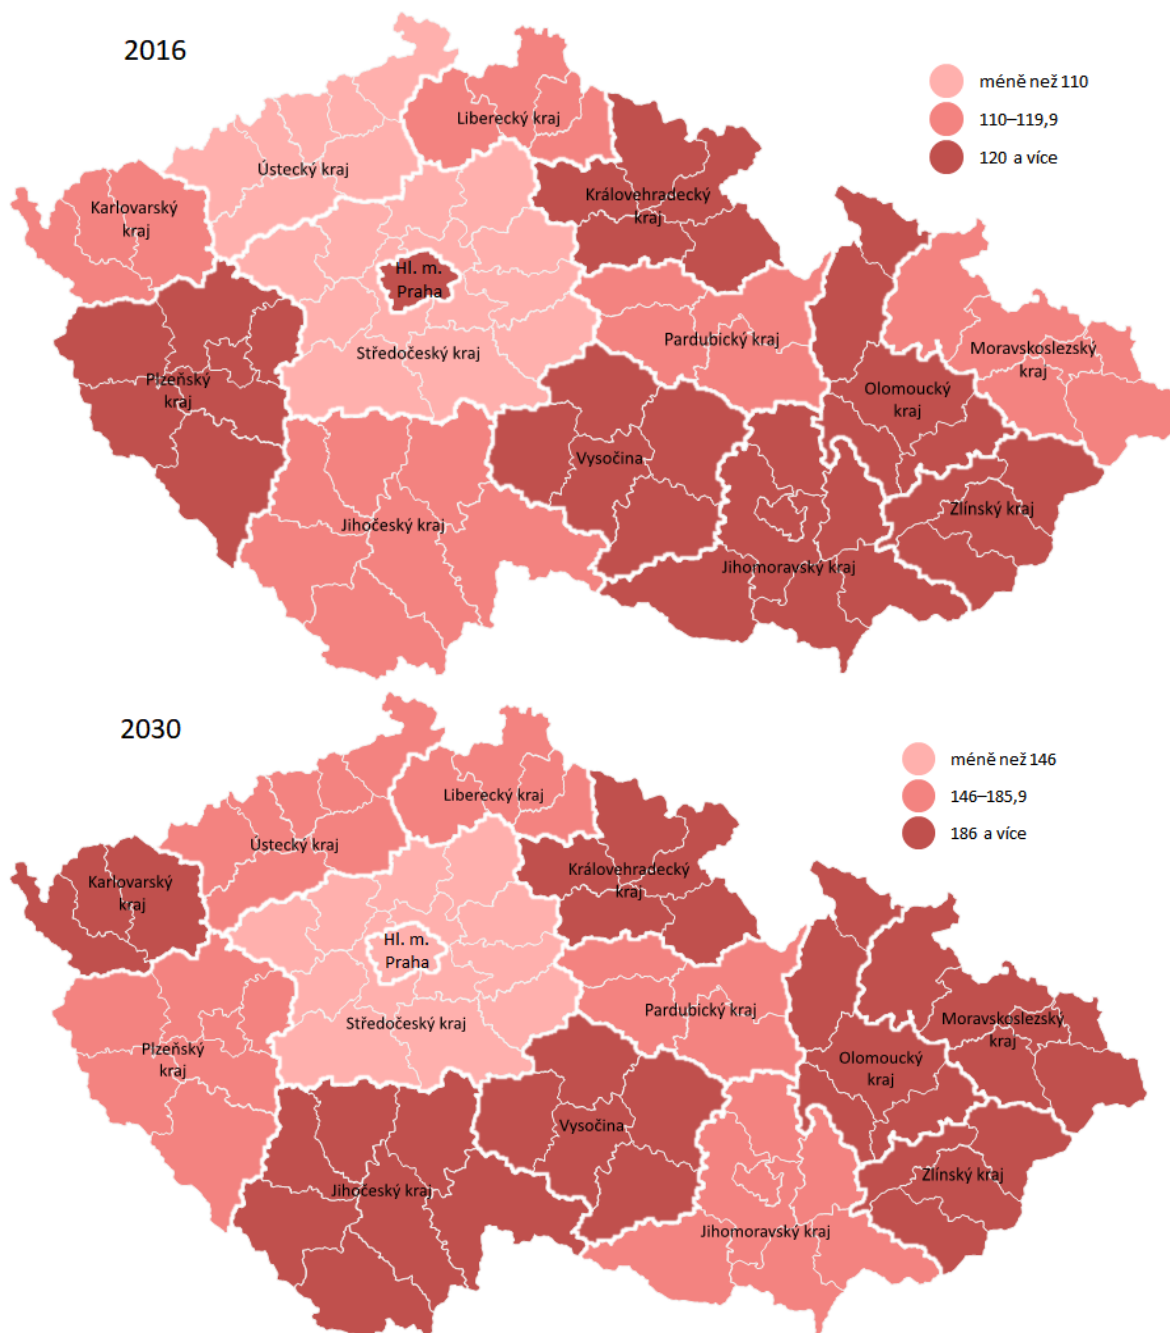 2016
méně než 110
110–119,9
120 a více
Liberecký kraj
Ústecký kraj
Královehradecký
kraj
Karlovarský
kraj
Hl. m.
Praha
Pardubický kraj
Středočeský kraj
Moravskoslezský
kraj
Plzeňský
kraj
Olomoucký
kraj
Vysočina
Zlínský kraj
Jihočeský kraj
Jihomoravský kraj
2030
méně než 146
146–185,9
186 a více
Liberecký kraj
Ústecký kraj
Královehradecký
kraj
Karlovarský
kraj
Hl. m.
Praha
Pardubický kraj
Středočeský kraj
Moravskoslezský
kraj
Plzeňský
kraj
Olomoucký
kraj
Vysočina
Zlínský kraj
Jihočeský kraj
Jihomoravský kraj